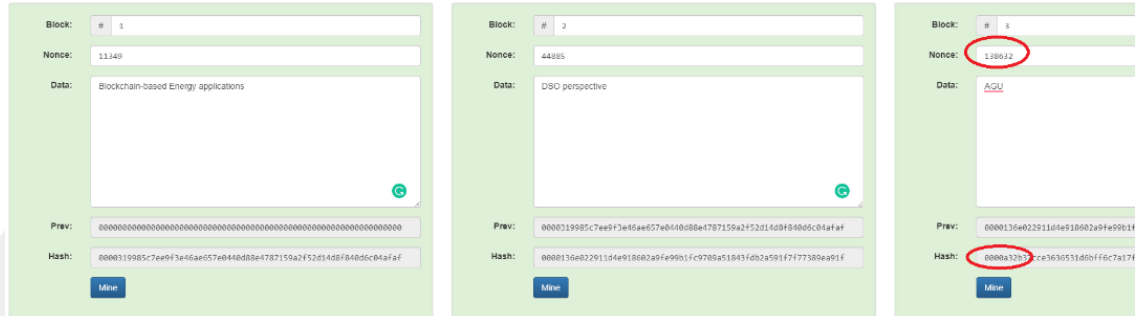 Block: # 1
Nonce: 11349
Data: Blockchain-based Energy applications
Prev: 0000000000000000000000000000000000000000000000000000000000000000
Hash: 0000319985c7ee9f3e46ae657e0440d88e4787159a2f52d14d8f840d6c04afaf
Mine
Block: # 2
Nonce: 44885
Data: DSO perspective
Prev: 0000319985c7ee9f3e46ae657e0440d88e4787159a2f52d14d8f840d6c04afaf
Hash: 0000136e022911d4e918602a9fe99b1fc9709a51843fdb2a591f7f77389ea91f
Mine
Block: # 3
Nonce: 138632
Data: AGU
Prev: 0000136e022911d4e918602a9fe99b1f
Hash:
Mine